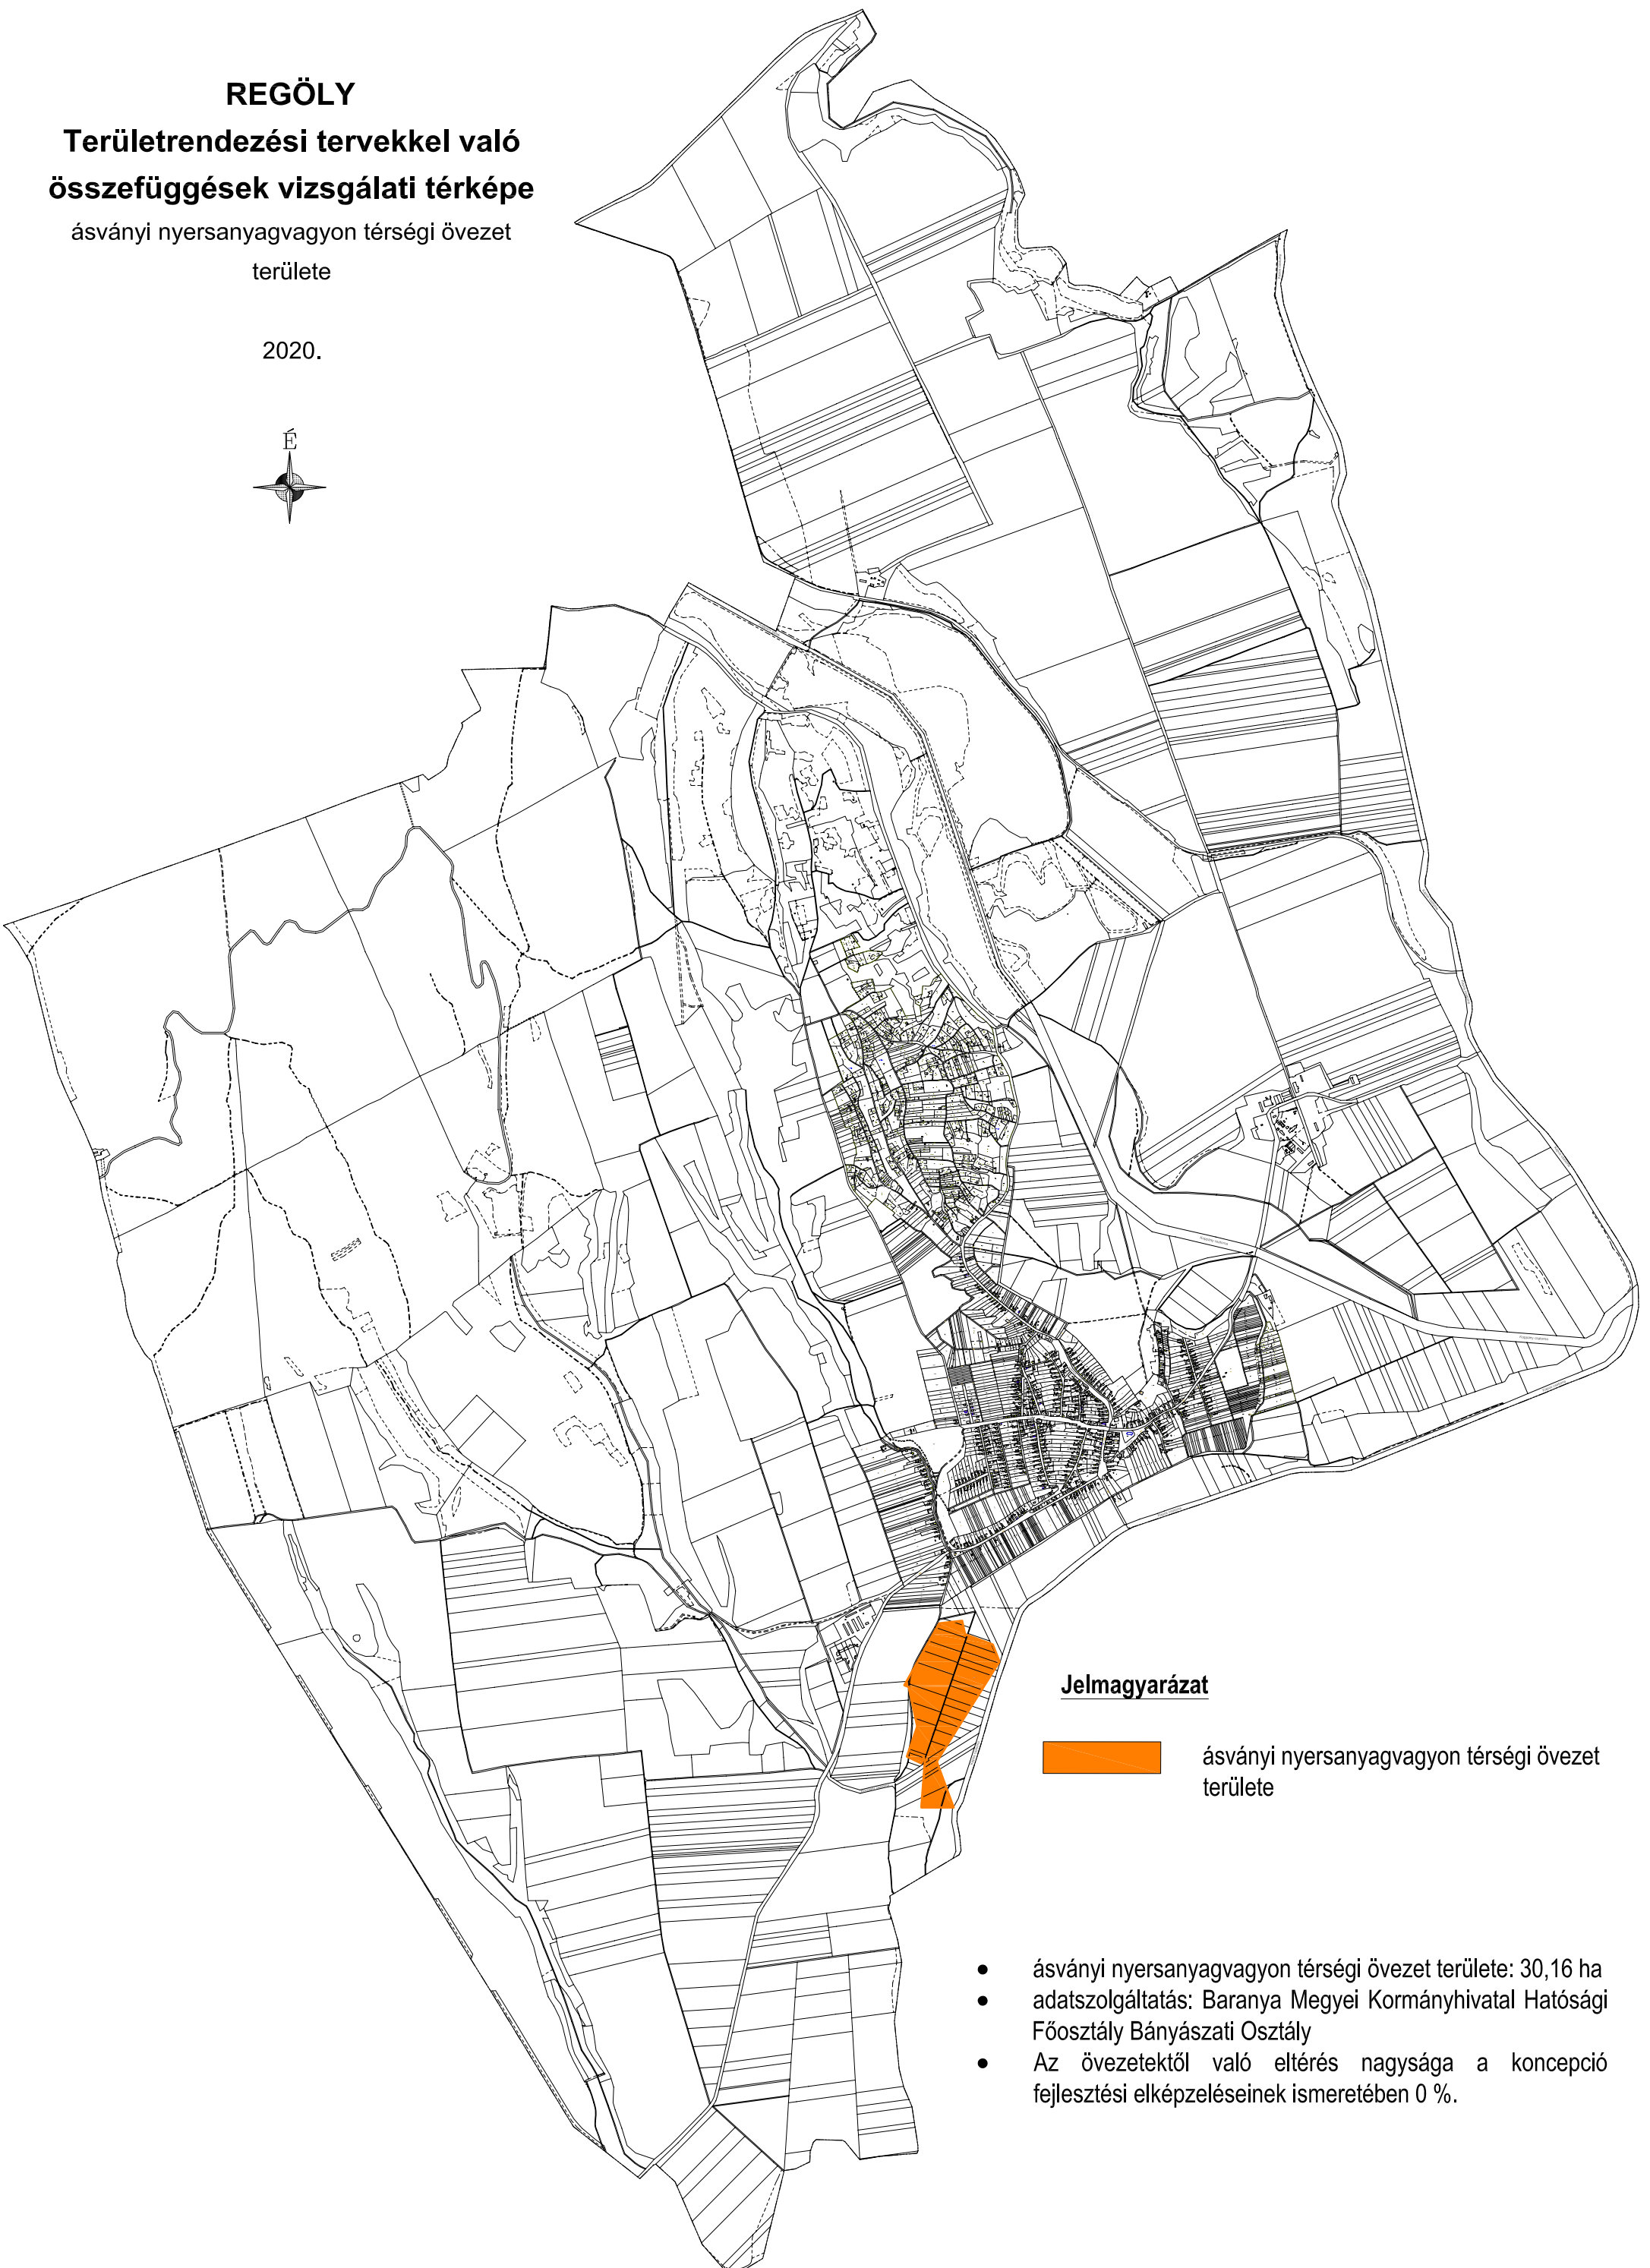 REGÖLY
Területrendezési tervekkel való
összefüggések vizsgálati térképe
ásványi nyersanyagvagyon térségi övezet
területe
2020.
É
Jelmagyarázat
ásványi nyersanyagvagyon térségi övezet
területe
● ásványi nyersanyagvagyon térségi övezet területe: 30,16 ha
● adatszolgáltatás: Baranya Megyei Kormányhivatal Hatósági
Főosztály Bányászati Osztály
● Az övezetektől való eltérés nagysága a koncepció
fejlesztési elképzeléseinek ismeretében 0 %.